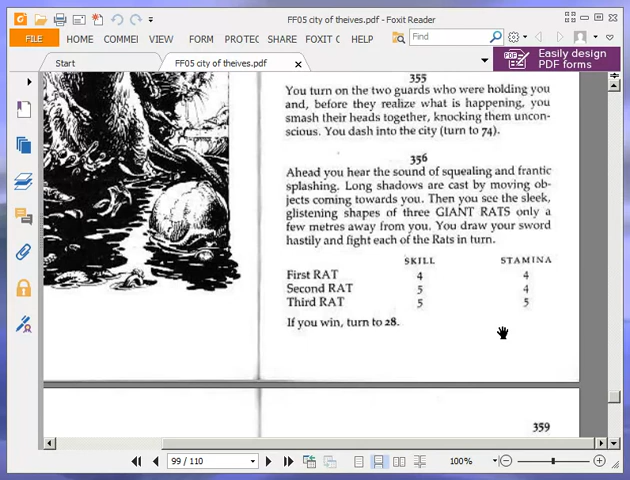 FF05 city of theives.pdf - Foxit Reader
FILE HOME COMMEI VIEW FORM PROTEC SHARE FOXIT C HELP Find
Start FF05 city of theives.pdf Easily design
PDF forms
355
You turn on the two guards who were holding you
and, before they realize what is happening, you
smash their heads together, knocking them uncon-
scious. You dash into the city (turn to 74).
356
Ahead you hear the sound of squealing and frantic
splashing. Long shadows are cast by moving ob-
jects coming towards you. Then you see the sleek,
glistening shapes of three GIANT RATS only a
few metres away from you. You draw your sword
hastily and fight each of the Rats in turn.
SKILL STAMINA
First RAT 4 4
Second RAT 5 4
Third RAT 5 5
If you win, turn to 28.
359
99 / 110 100%